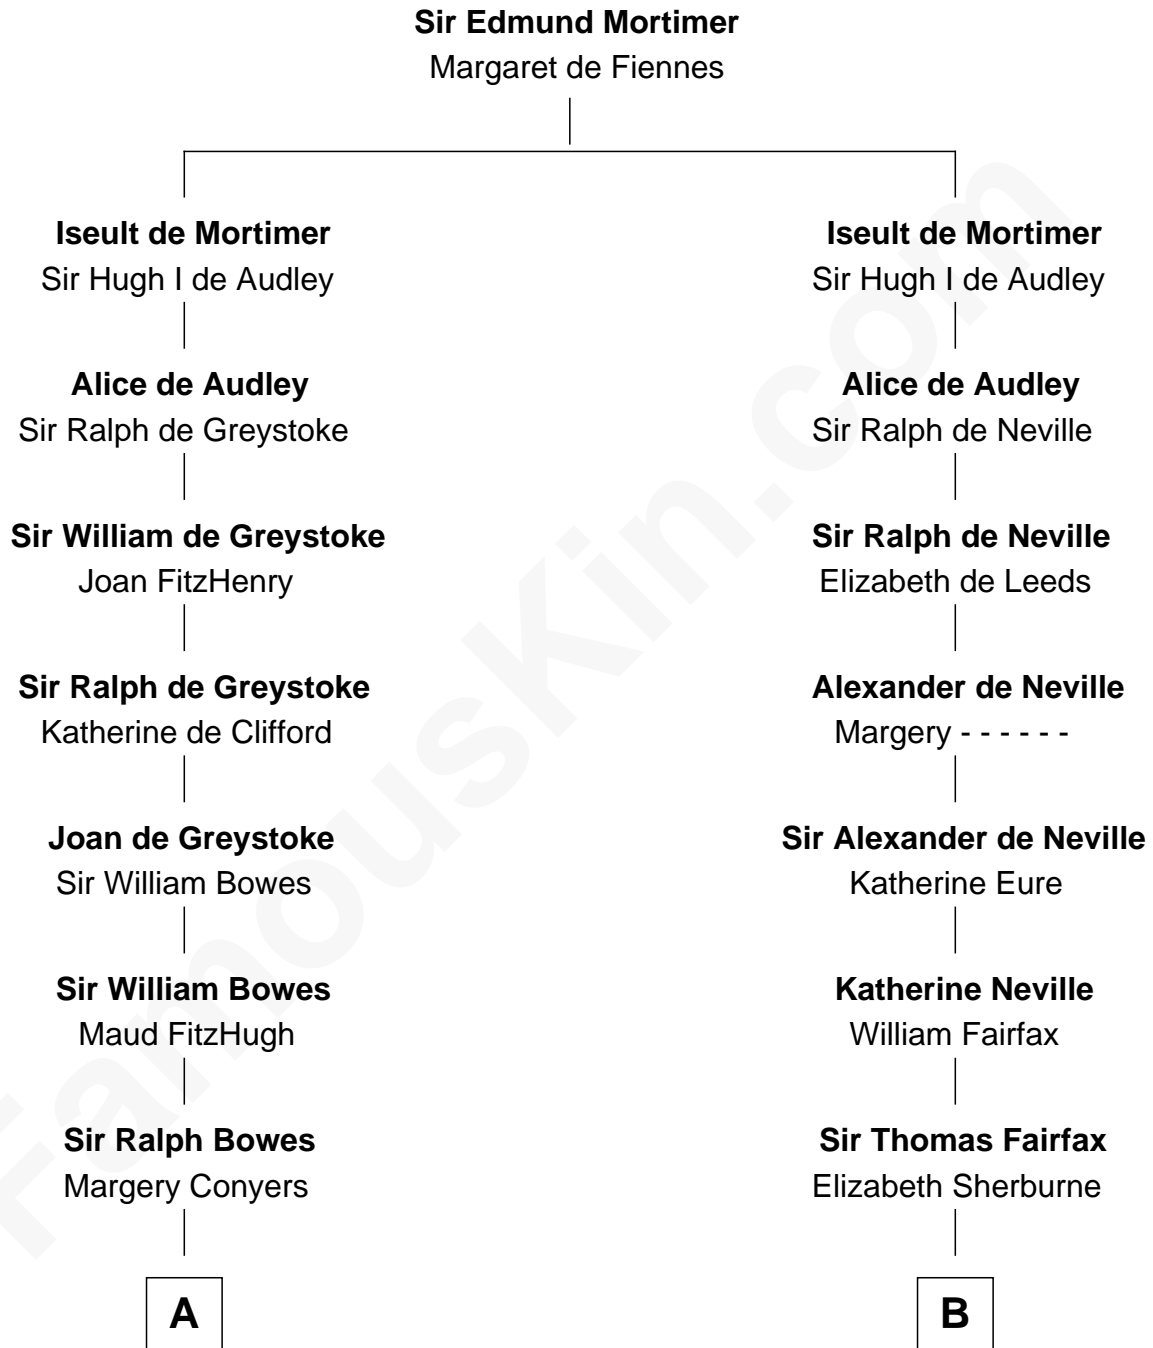 Sir Edmund Mortimer
Margaret de Fiennes
Iseult de Mortimer
Sir Hugh I de Audley
Alice de Audley
Sir Ralph de Greystoke
Sir William de Greystoke
Joan FitzHenry
Sir Ralph de Greystoke
Katherine de Clifford
Joan de Greystoke
Sir William Bowes
Sir William Bowes
Maud FitzHugh
Sir Ralph Bowes
Margery Conyers
A
Iseult de Mortimer
Sir Hugh I de Audley
Alice de Audley
Sir Ralph de Neville
Sir Ralph de Neville
Elizabeth de Leeds
Alexander de Neville
Margery - - - - - -
Sir Alexander de Neville
Katherine Eure
Katherine Neville
William Fairfax
Sir Thomas Fairfax
Elizabeth Sherburne
B
FamousKin.com